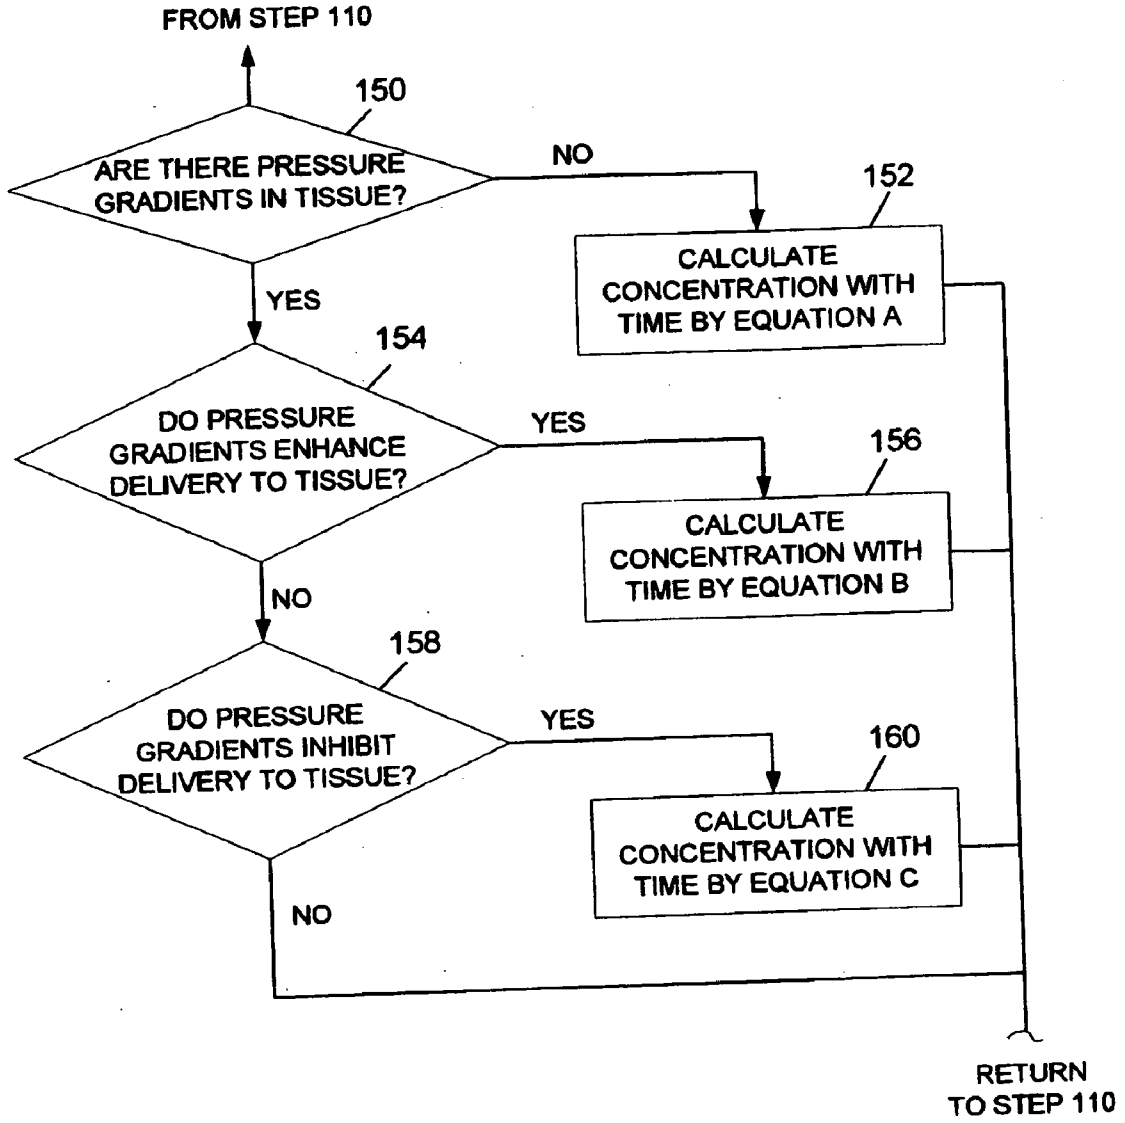 FROM STEP 110
150
ARE THERE PRESSURE
GRADIENTS IN TISSUE?
NO
152
CALCULATE
CONCENTRATION WITH
TIME BY EQUATION A
YES
154
DO PRESSURE
GRADIENTS ENHANCE
DELIVERY TO TISSUE?
YES
156
CALCULATE
CONCENTRATION WITH
TIME BY EQUATION B
NO
158
DO PRESSURE
GRADIENTS INHIBIT
DELIVERY TO TISSUE?
YES
160
CALCULATE
CONCENTRATION WITH
TIME BY EQUATION C
NO
RETURN
TO STEP 110